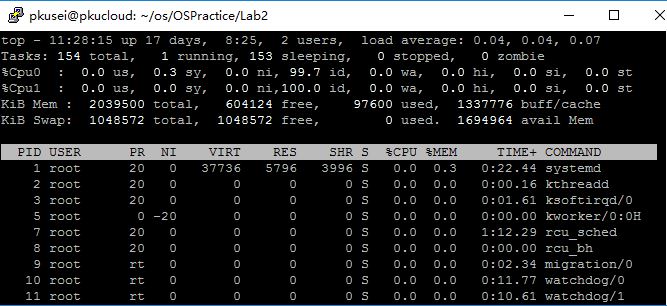 pkusei@pkucloud: ~/os/OSPractice/Lab2
top - 11:28:15 up 17 days,  8:25,  2 users,  load average: 0.04, 0.04, 0.07
Tasks: 154 total,   1 running, 153 sleeping,   0 stopped,   0 zombie
%Cpu0  :  0.0 us,  0.3 sy,  0.0 ni, 99.7 id,  0.0 wa,  0.0 hi,  0.0 si,  0.0 st
%Cpu1  :  0.0 us,  0.0 sy,  0.0 ni,100.0 id,  0.0 wa,  0.0 hi,  0.0 si,  0.0 st
KiB Mem :  2039500 total,   604124 free,    97600 used,  1337776 buff/cache
KiB Swap:  1048572 total,  1048572 free,        0 used.  1694964 avail Mem
PID USER      PR  NI    VIRT    RES    SHR S  %CPU %MEM     TIME+ COMMAND
1 root      20   0   37736   5796   3996 S   0.0  0.3   0:22.44 systemd
2 root      20   0       0      0      0 S   0.0  0.0   0:00.16 kthreadd
3 root      20   0       0      0      0 S   0.0  0.0   0:01.61 ksoftirqd/0
5 root       0 -20       0      0      0 S   0.0  0.0   0:00.00 kworker/0:0H
7 root      20   0       0      0      0 S   0.0  0.0   1:12.29 rcu_sched
8 root      20   0       0      0      0 S   0.0  0.0   0:00.00 rcu_bh
9 root      rt   0       0      0      0 S   0.0  0.0   0:02.34 migration/0
10 root      rt   0       0      0      0 S   0.0  0.0   0:11.77 watchdog/0
11 root      rt   0       0      0      0 S   0.0  0.0   0:10.61 watchdog/1